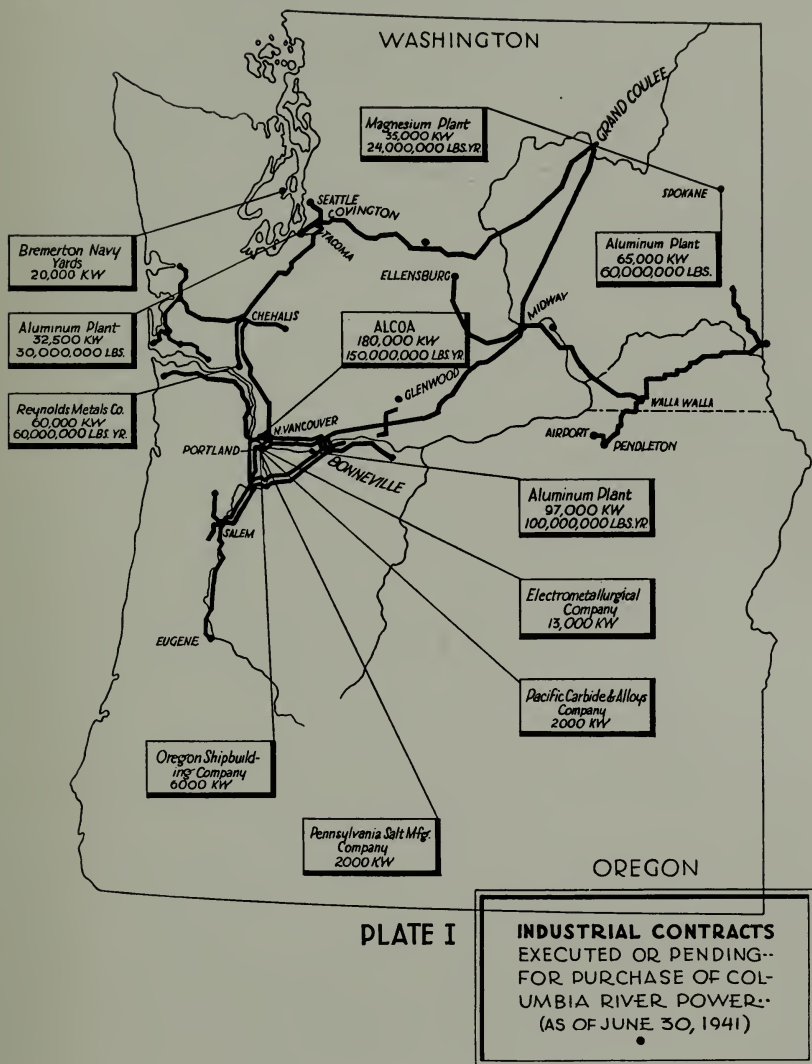 WASHINGTON
GRAND COULEE
Magnesium Plant
35,000 KW
24,000,000 LBS.YR.
SPOKANE
SEATTLE
COVINGTON
TACOMA
Bremerton Navy
Yards
20,000 KW
Aluminum Plant
65,000 KW
60,000,000 LBS.
ELLENSBURG
MIDWAY
CHEHALIS
Aluminum Plant
32,500 KW
30,000,000 LBS.
ALCOA
180,000 KW
150,000,000 LBS.YR
GLENWOOD
Reynolds Metals Co.
60,000 KW
60,000,000 LBS. YR.
N. VANCOUVER
WALLA WALLA
PORTLAND
BONNEVILLE
AIRPORT
PENDLETON
Aluminum Plant
97,000 KW
100,000,000 LBS.YR
SALEM
Electrometallurgical
Company
13,000 KW
EUGENE
Pacific Carbide & Alloys
Company
2000 KW
Oregon Shipbuild-
ing Company
6000 KW
Pennsylvania Salt Mfg.
Company
2000 KW
OREGON
PLATE I
INDUSTRIAL CONTRACTS
EXECUTED OR PENDING--
FOR PURCHASE OF COL-
UMBIA RIVER POWER--
(AS OF JUNE 30, 1941)